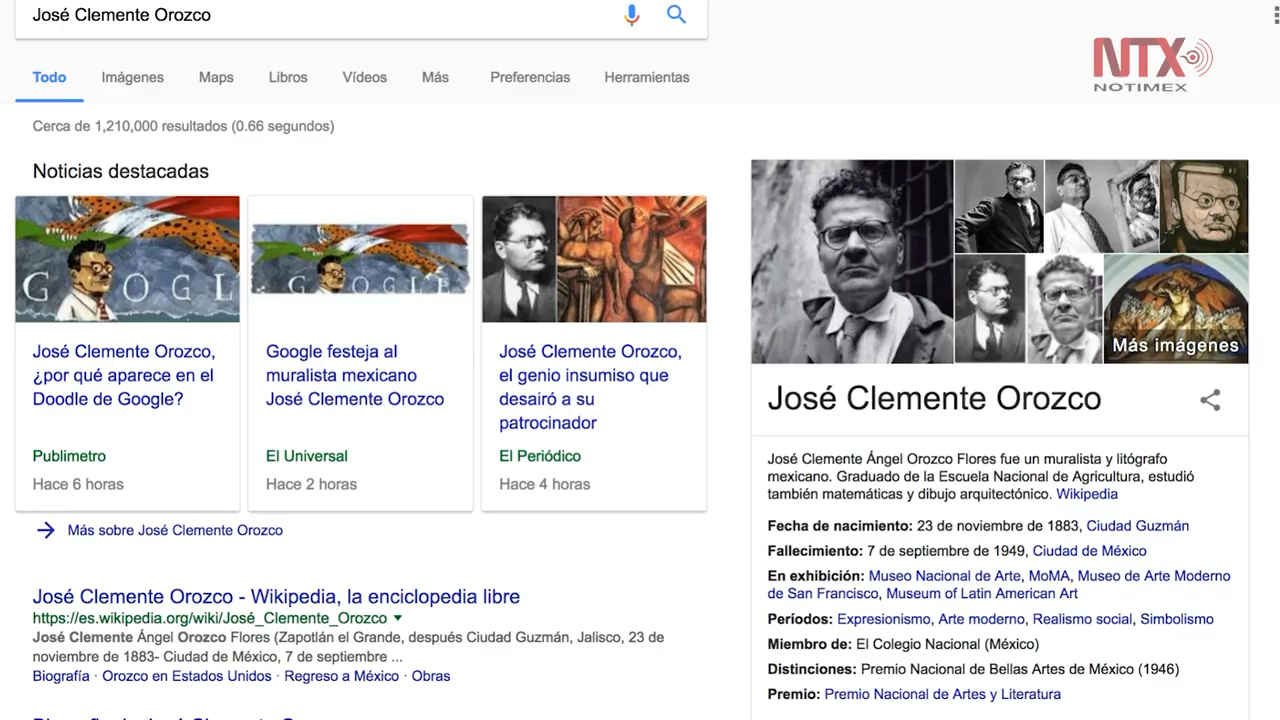 José Clemente Orozco
NTX
NOTIMEX
Todo Imágenes Maps Libros Vídeos Más Preferencias Herramientas
Cerca de 1,210,000 resultados (0.66 segundos)
Noticias destacadas
G O O G L
José Clemente Orozco,
¿por qué aparece en el
Doodle de Google?
Publimetro
Hace 6 horas
G O O G L E
Google festeja al
muralista mexicano
José Clemente Orozco
El Universal
Hace 2 horas
José Clemente Orozco,
el genio insumiso que
desairó a su
patrocinador
El Periódico
Hace 4 horas
Más sobre José Clemente Orozco
José Clemente Orozco - Wikipedia, la enciclopedia libre
https://es.wikipedia.org/wiki/José_Clemente_Orozco
José Clemente Ángel Orozco Flores (Zapotlán el Grande, después Ciudad Guzmán, Jalisco, 23 de
noviembre de 1883- Ciudad de México, 7 de septiembre ...
Biografía · Orozco en Estados Unidos · Regreso a México · Obras
Más imágenes
José Clemente Orozco
José Clemente Ángel Orozco Flores fue un muralista y litógrafo
mexicano. Graduado de la Escuela Nacional de Agricultura, estudió
también matemáticas y dibujo arquitectónico. Wikipedia
Fecha de nacimiento: 23 de noviembre de 1883, Ciudad Guzmán
Fallecimiento: 7 de septiembre de 1949, Ciudad de México
En exhibición: Museo Nacional de Arte, MoMA, Museo de Arte Moderno
de San Francisco, Museum of Latin American Art
Períodos: Expresionismo, Arte moderno, Realismo social, Simbolismo
Miembro de: El Colegio Nacional (México)
Distinciones: Premio Nacional de Bellas Artes de México (1946)
Premio: Premio Nacional de Artes y Literatura